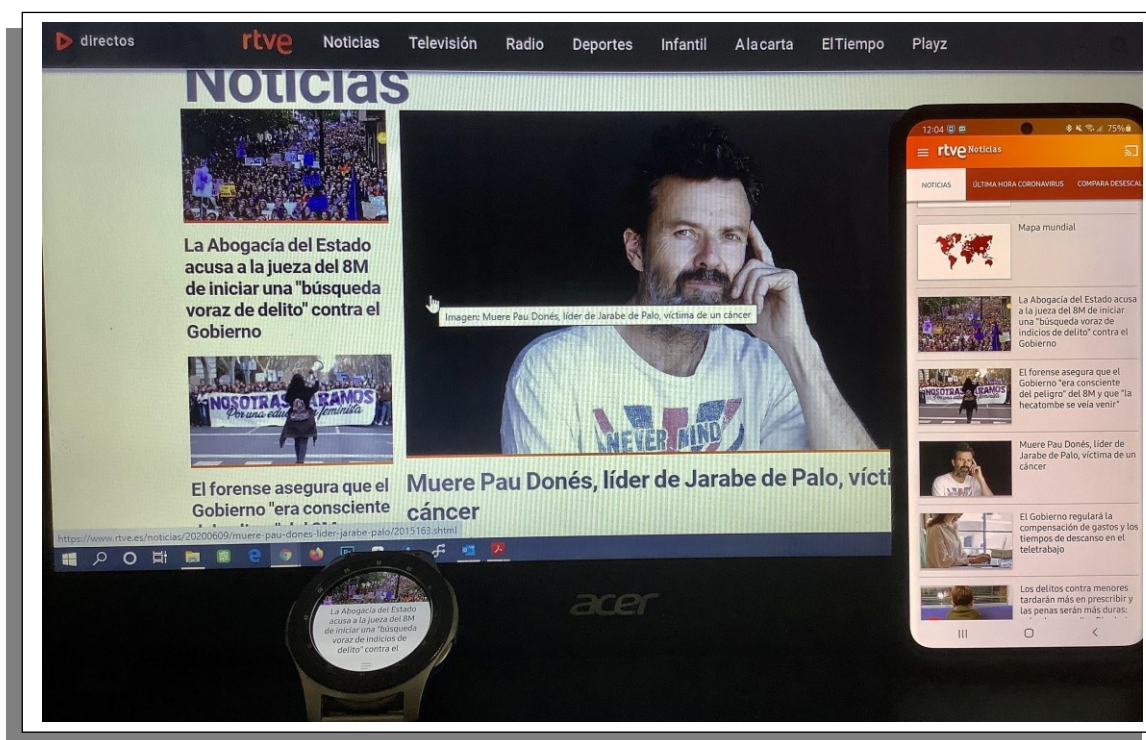 directos
rtve
Noticias
Televisión
Radio
Deportes
Infantil
Alacarta
ElTiempo
Playz
Noticias
La Abogacía del Estado
acusa a la jueza del 8M
de iniciar una "búsqueda
voraz de delito" contra el
Gobierno
NOSOTRAS PARAMOS
Por una educación feminista
El forense asegura que el
Gobierno "era consciente
NEVER MIND
Imagen: Muere Pau Donés, líder de Jarabe de Palo, víctima de un cáncer
Muere Pau Donés, líder de Jarabe de Palo, vícti
cáncer
https://www.rtve.es/noticias/20200609/muere-pau-dones-lider-jarabe-palo/2015163.shtml
acer
La Abogacía del Estado
acusa a la jueza del 8M
de iniciar una "búsqueda
voraz de indicios de
delito" contra el
12:04
75%
rtve Noticias
NOTICIAS
ÚLTIMA HORA CORONAVIRUS
COMPARA DESESCAL
Mapa mundial
La Abogacía del Estado acusa
a la jueza del 8M de iniciar
una "búsqueda voraz de
indicios de delito" contra el
Gobierno
El forense asegura que el
Gobierno "era consciente
del peligro" del 8M y que "la
hecatombe se veía venir"
Muere Pau Donés, líder de
Jarabe de Palo, víctima de un
cáncer
El Gobierno regulará la
compensación de gastos y los
tiempos de descanso en el
teletrabajo
Los delitos contra menores
tardarán más en prescribir y
las penas serán más duras: